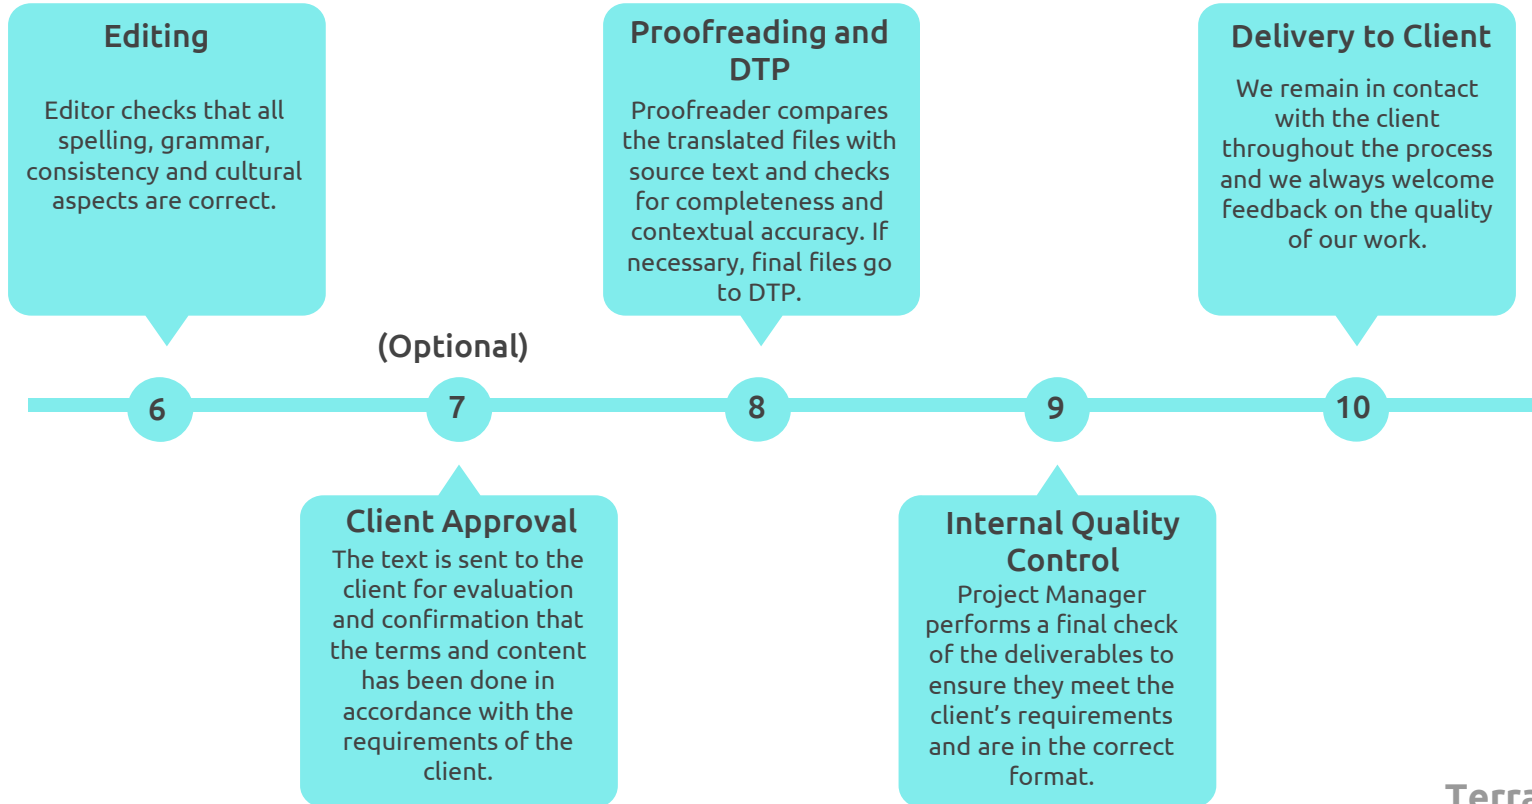 Editing
Editor checks that all
spelling, grammar,
consistency and cultural
aspects are correct.
Proofreading and
DTP
Proofreader compares
the translated files with
source text and checks
for completeness and
contextual accuracy. If
necessary, final files go
to DTP.
Delivery to Client
We remain in contact
with the client
throughout the process
and we always welcome
feedback on the quality
of our work.
(Optional)
6
7
8
9
10
Client Approval
The text is sent to the
client for evaluation
and confirmation that
the terms and content
has been done in
accordance with the
requirements of the
client.
Internal Quality
Control
Project Manager
performs a final check
of the deliverables to
ensure they meet the
client’s requirements
and are in the correct
format.
Terra